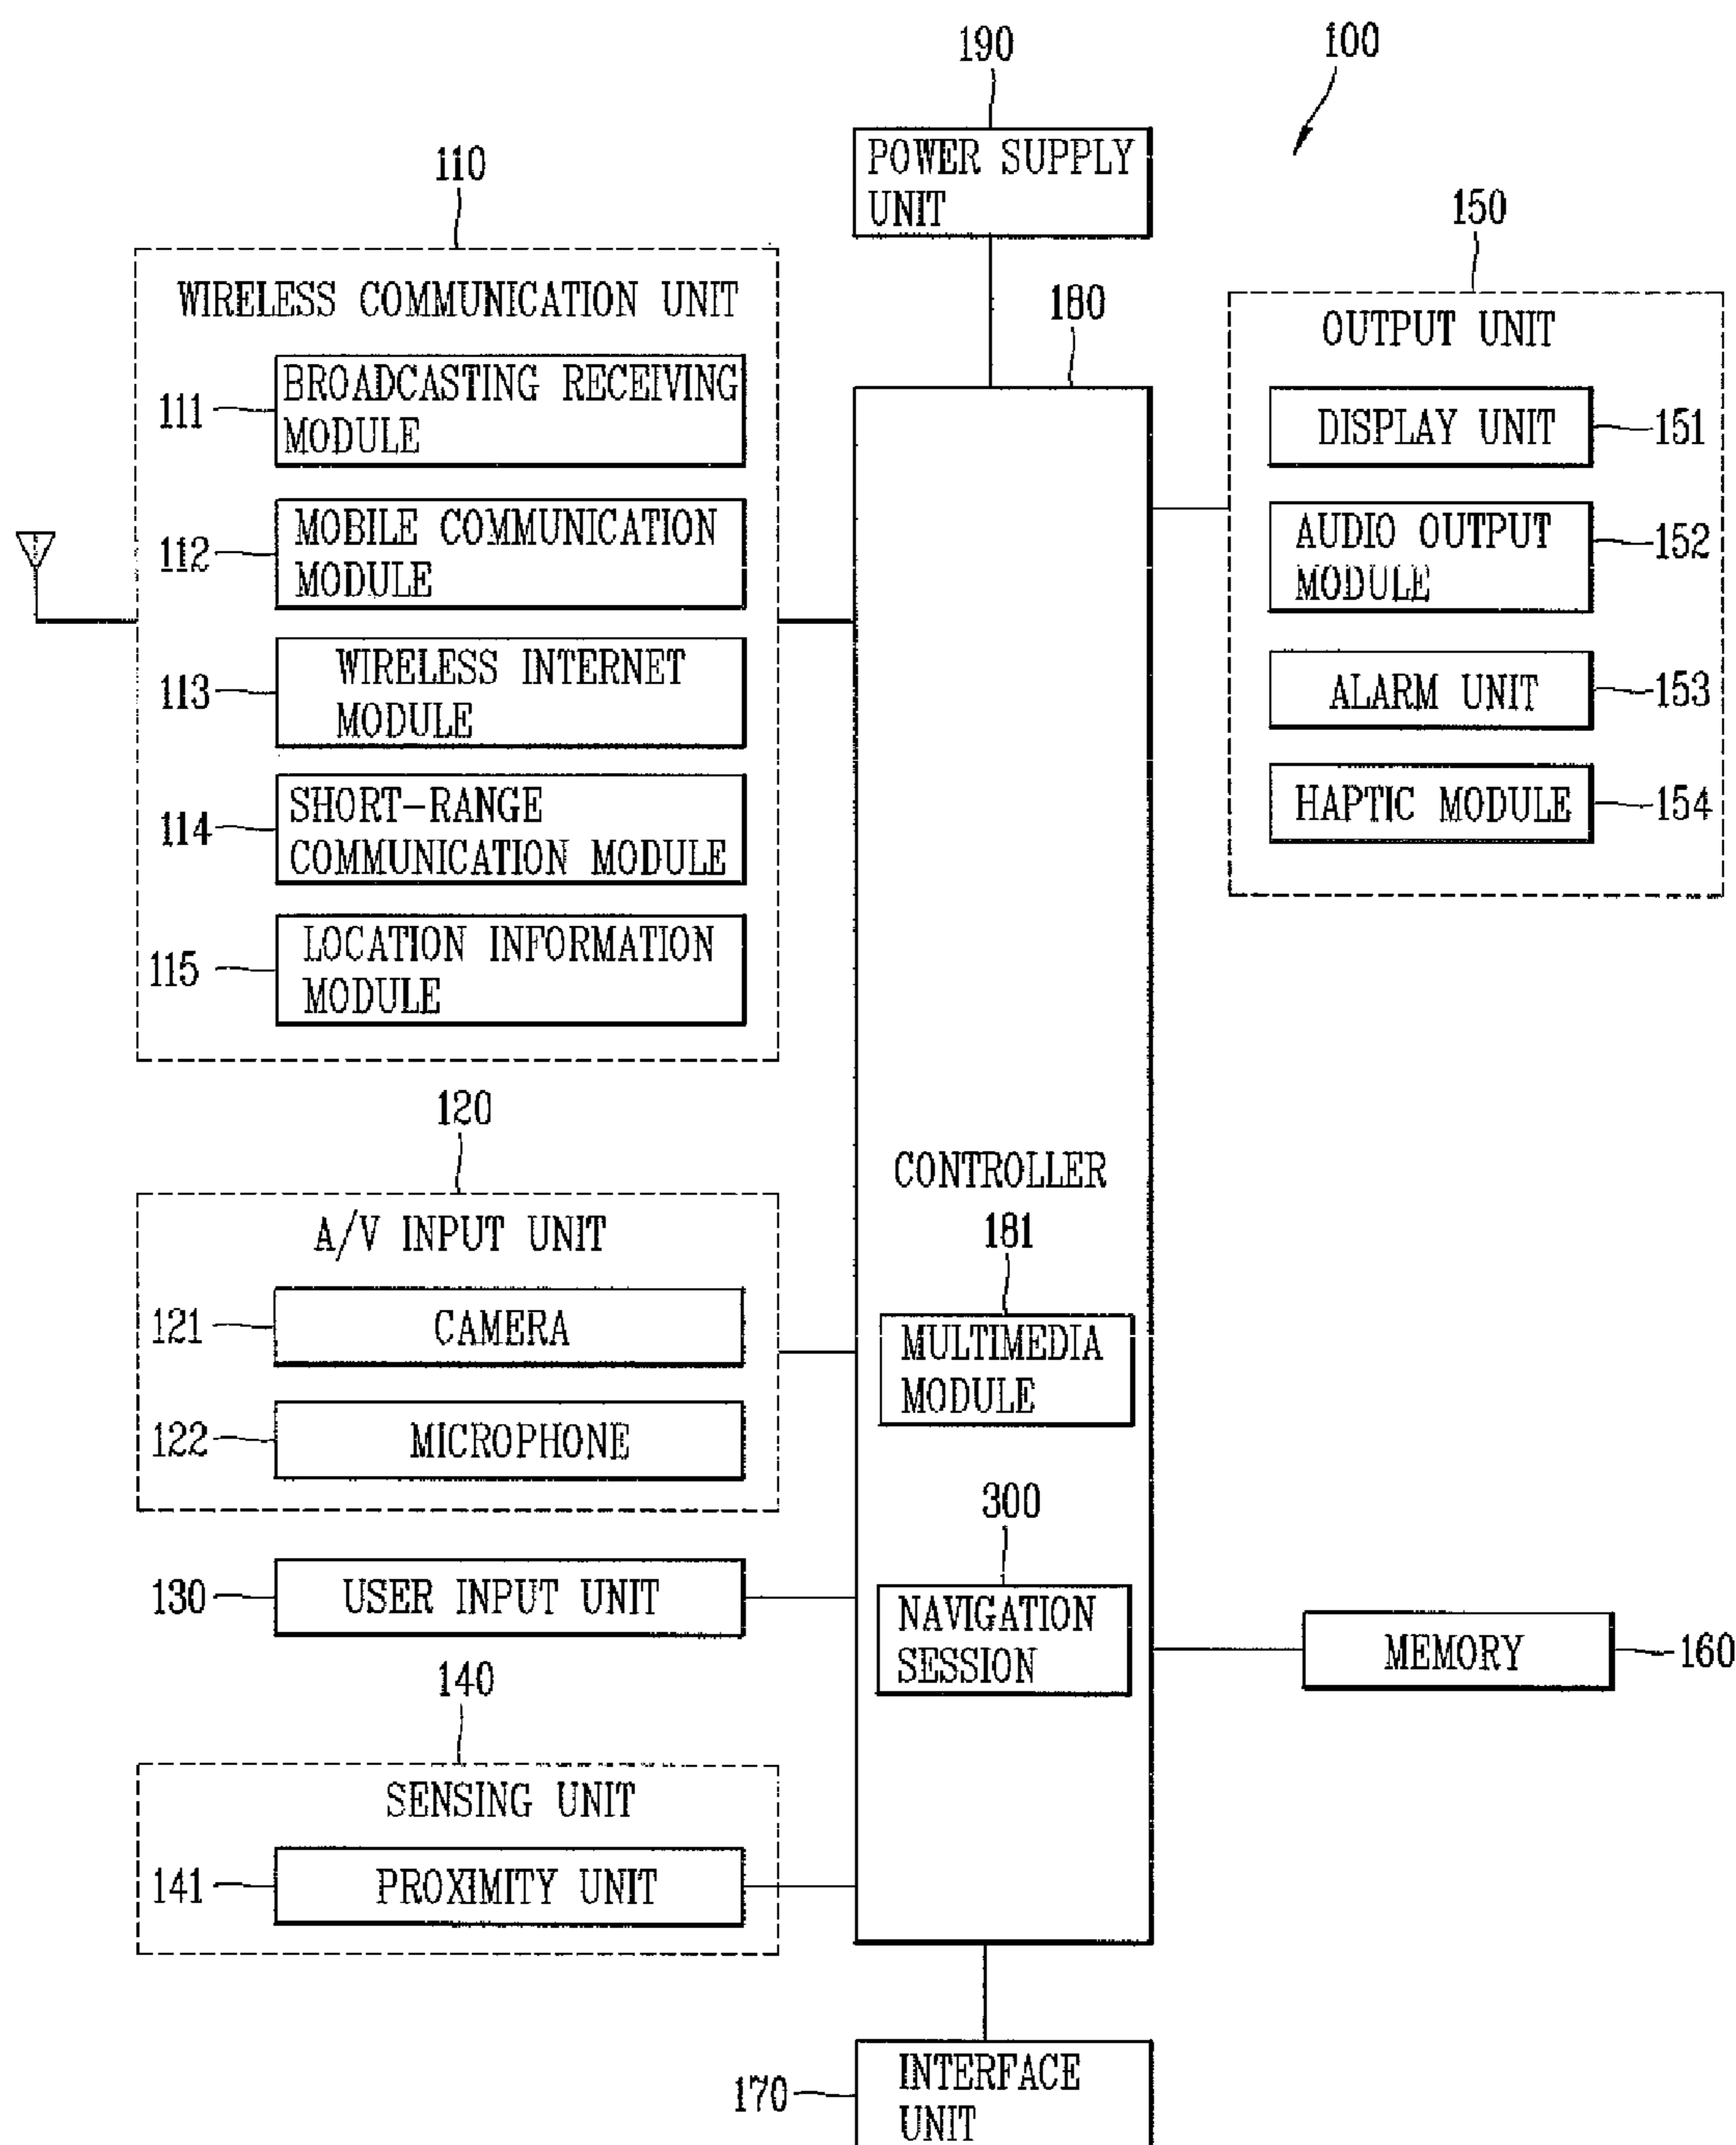 100
190
POWER SUPPLY
UNIT
110
WIRELESS COMMUNICATION UNIT
111
BROADCASTING RECEIVING
MODULE
112
MOBILE COMMUNICATION
MODULE
113
WIRELESS INTERNET
MODULE
114
SHORT-RANGE
COMMUNICATION MODULE
115
LOCATION INFORMATION
MODULE
120
A/V INPUT UNIT
121
CAMERA
122
MICROPHONE
130
USER INPUT UNIT
140
SENSING UNIT
141
PROXIMITY UNIT
180
CONTROLLER
181
MULTIMEDIA
MODULE
300
NAVIGATION
SESSION
150
OUTPUT UNIT
DISPLAY UNIT
151
AUDIO OUTPUT
MODULE
152
ALARM UNIT
153
HAPTIC MODULE
154
MEMORY
160
170
INTERFACE
UNIT